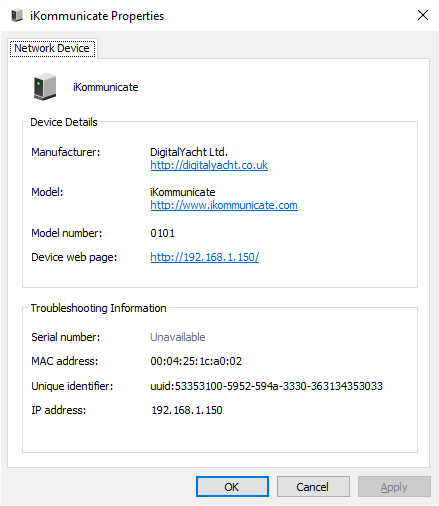 iKommunicate Properties
Network Device
iKommunicate
Device Details
Manufacturer: DigitalYacht Ltd.
http://digitalyacht.co.uk
Model: iKommunicate
http://www.ikommunicate.com
Model number: 0101
Device web page: http://192.168.1.150/
Troubleshooting Information
Serial number: Unavailable
MAC address: 00:04:25:1c:a0:02
Unique identifier: uuid:53353100-5952-594a-3330-363134353033
IP address: 192.168.1.150
OK Cancel Apply